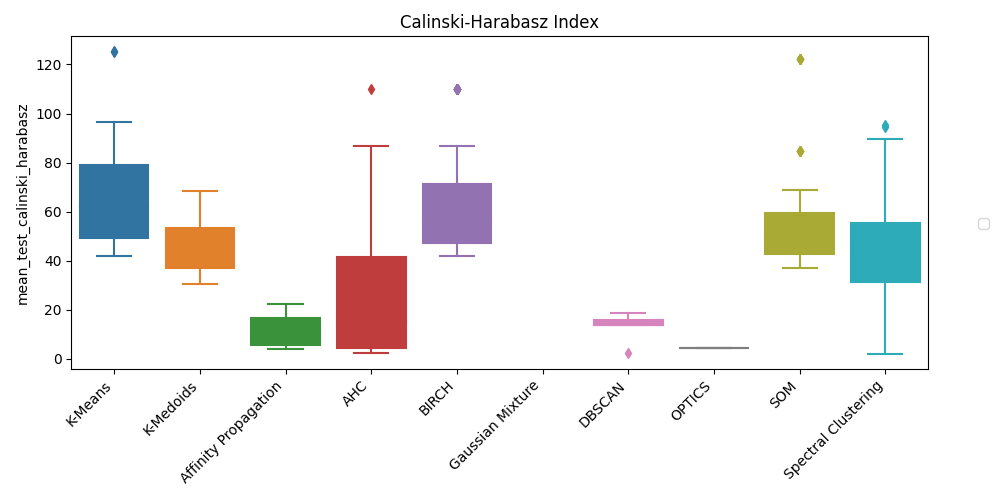 Calinski-Harabasz Index
mean_test_calinski_harabasz
120
100
80
60
40
20
0
K-Means
K-Medoids
Affinity Propagation
AHC
BIRCH
Gaussian Mixture
DBSCAN
OPTICS
SOM
Spectral Clustering